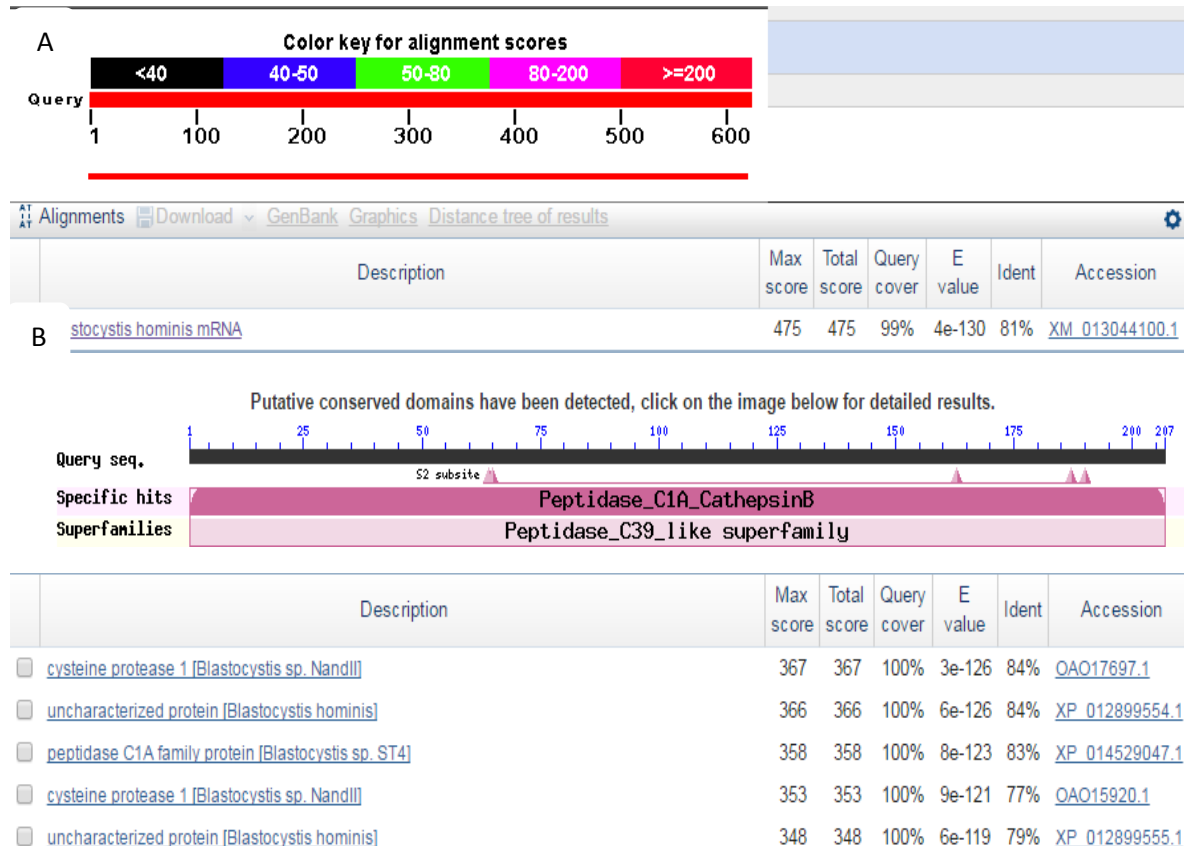 A
Color key for alignment scores
<40 40-50 50-80 80-200 >=200
Query
1 100 200 300 400 500 600
Alignments Download GenBank Graphics Distance tree of results
Description Max score Total score Query cover E value Ident Accession
B
stocystis hominis mRNA 475 475 99% 4e-130 81% XM_013044100.1
Putative conserved domains have been detected, click on the image below for detailed results.
1 25 50 75 100 125 150 175 200 207
Query seq.
S2 subsite
Specific hits Peptidase_C1A_CathepsinB
Superfamilies Peptidase_C39_like superfamily
Description Max score Total score Query cover E value Ident Accession
cysteine protease 1 [Blastocystis sp. NandII] 367 367 100% 3e-126 84% OAO17697.1
uncharacterized protein [Blastocystis hominis] 366 366 100% 6e-126 84% XP_012899554.1
peptidase C1A family protein [Blastocystis sp. ST4] 358 358 100% 8e-123 83% XP_014529047.1
cysteine protease 1 [Blastocystis sp. NandII] 353 353 100% 9e-121 77% OAO15920.1
uncharacterized protein [Blastocystis hominis] 348 348 100% 6e-119 79% XP_012899555.1